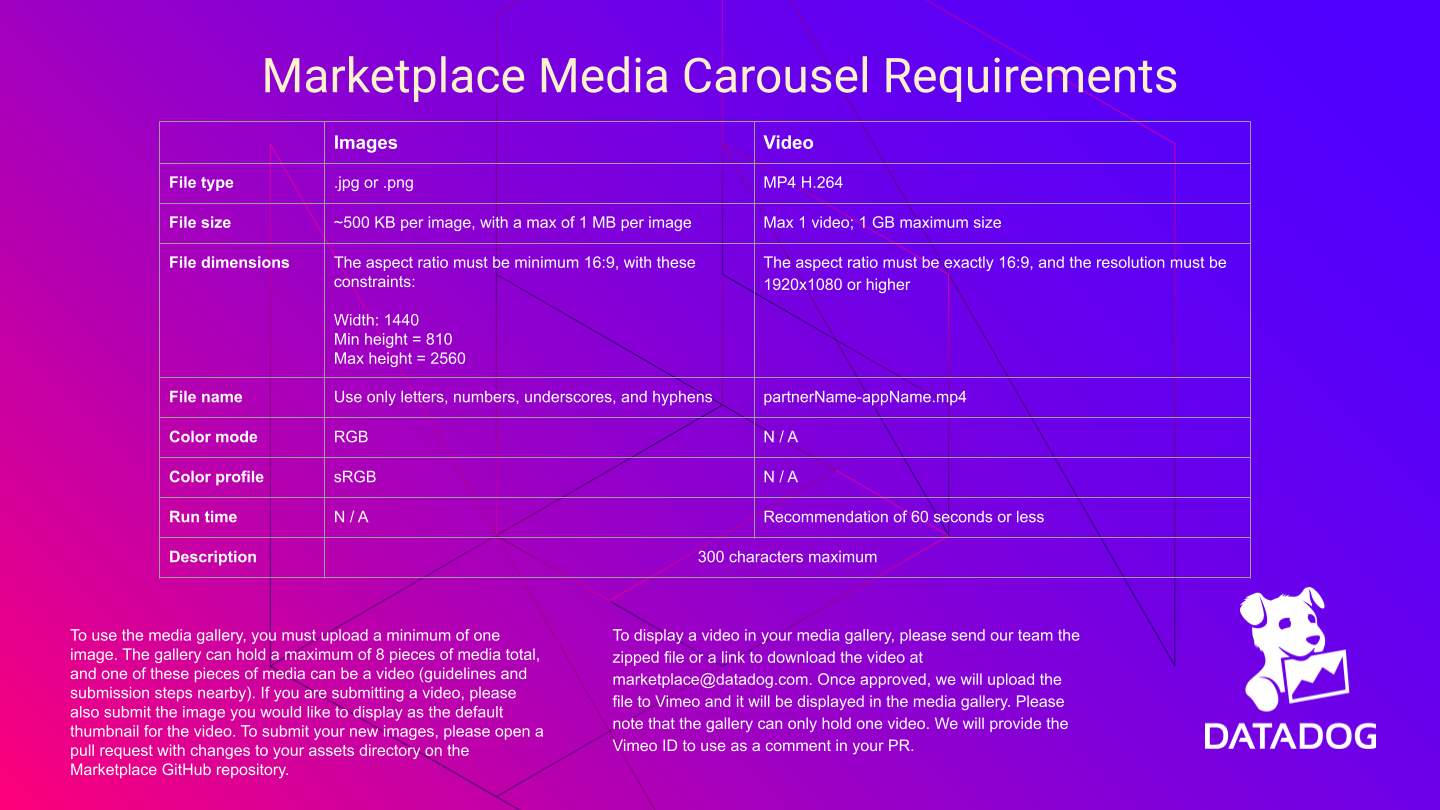 Marketplace Media Carousel Requirements
Images
Video
File type
.jpg or .png
MP4 H.264
File size
~500 KB per image, with a max of 1 MB per image
Max 1 video; 1 GB maximum size
File dimensions
The aspect ratio must be minimum 16:9, with these
constraints:
Width: 1440
Min height = 810
Max height = 2560
The aspect ratio must be exactly 16:9, and the resolution must be
1920x1080 or higher
File name
Use only letters, numbers, underscores, and hyphens
partnerName-appName.mp4
Color mode
RGB
N / A
Color profile
sRGB
N / A
Run time
N / A
Recommendation of 60 seconds or less
Description
300 characters maximum
To use the media gallery, you must upload a minimum of one
image. The gallery can hold a maximum of 8 pieces of media total,
and one of these pieces of media can be a video (guidelines and
submission steps nearby). If you are submitting a video, please
also submit the image you would like to display as the default
thumbnail for the video. To submit your new images, please open a
pull request with changes to your assets directory on the
Marketplace GitHub repository.
To display a video in your media gallery, please send our team the
zipped file or a link to download the video at
marketplace@datadog.com. Once approved, we will upload the
file to Vimeo and it will be displayed in the media gallery. Please
note that the gallery can only hold one video. We will provide the
Vimeo ID to use as a comment in your PR.
DATADOG